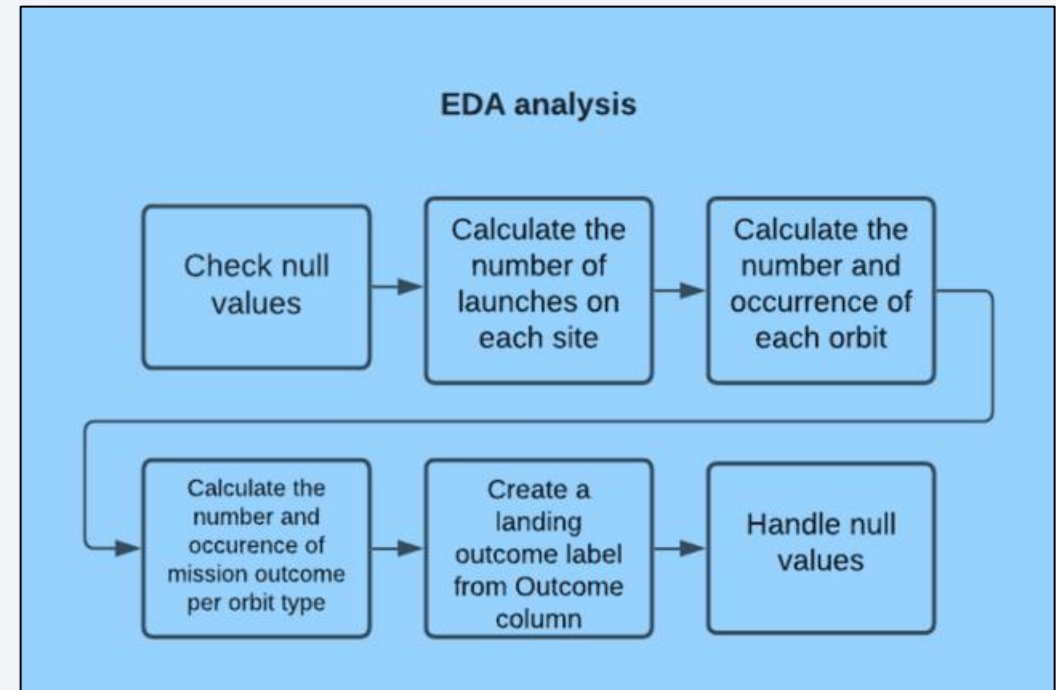 EDA analysis
Check null
values
Calculate the
number of
launches on
each site
Calculate the
number and
occurrence of
each orbit
Calculate the
number and
occurence of
mission outcome
per orbit type
Create a
landing
outcome label
from Outcome
column
Handle null
values